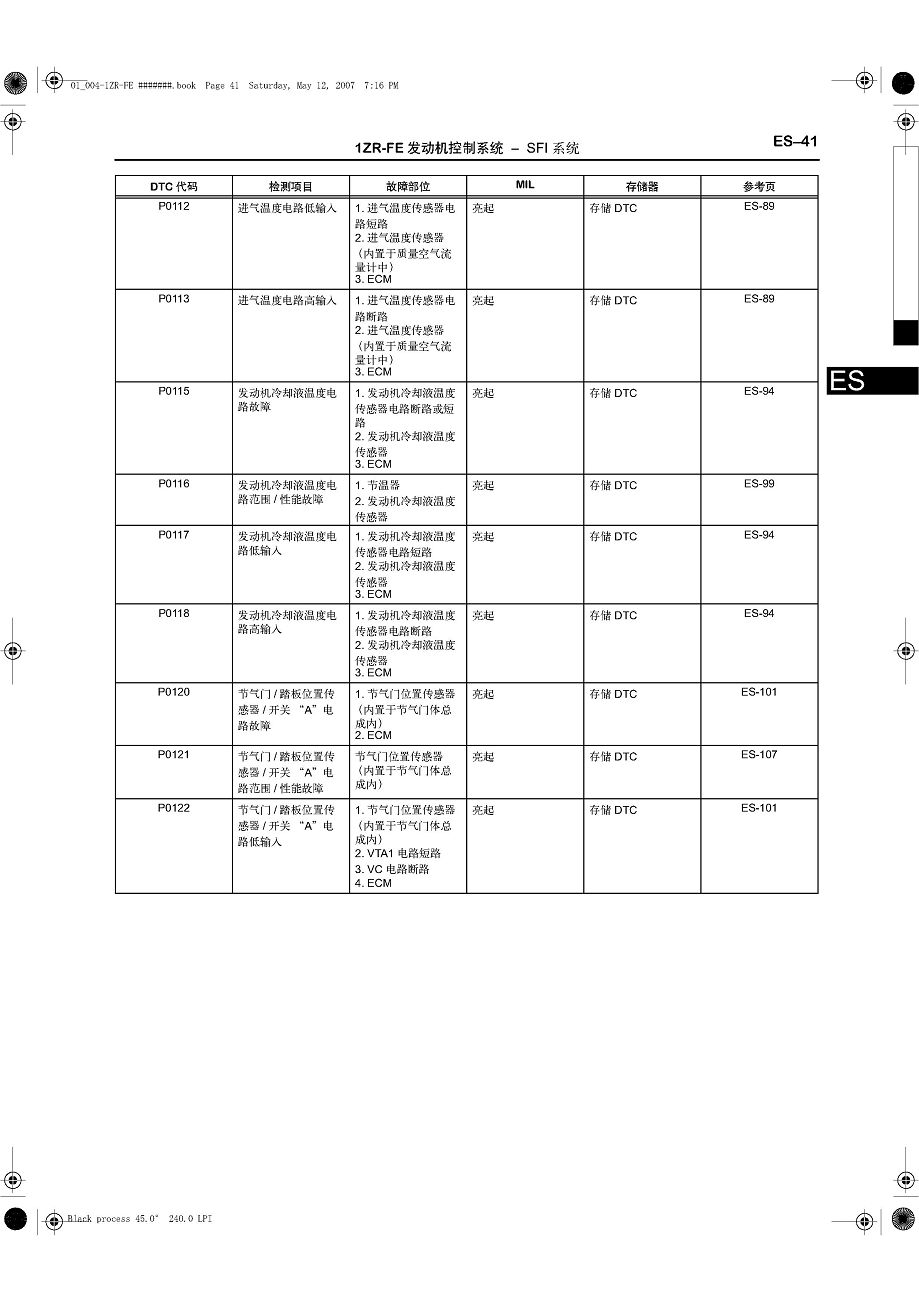 01_004-1ZR-FE #######.book Page 41 Saturday, May 12, 2007 7:16 PM
1ZR-FE 发动机控制系统 – SFI 系统
ES–41
DTC 代码 检测项目 故障部位 MIL 存储器 参考页
P0112 进气温度电路低输入 1. 进气温度传感器电 亮起 存储 DTC ES-89
路短路
2. 进气温度传感器
（内置于质量空气流
量计中）
3. ECM
P0113 进气温度电路高输入 1. 进气温度传感器电 亮起 存储 DTC ES-89
路断路
2. 进气温度传感器
（内置于质量空气流
量计中）
3. ECM
ES
P0115 发动机冷却液温度电 1. 发动机冷却液温度 亮起 存储 DTC ES-94
路故障 传感器电路断路或短
路
2. 发动机冷却液温度
传感器
3. ECM
P0116 发动机冷却液温度电 1. 节温器 亮起 存储 DTC ES-99
路范围 / 性能故障 2. 发动机冷却液温度
传感器
P0117 发动机冷却液温度电 1. 发动机冷却液温度 亮起 存储 DTC ES-94
路低输入 传感器电路短路
2. 发动机冷却液温度
传感器
3. ECM
P0118 发动机冷却液温度电 1. 发动机冷却液温度 亮起 存储 DTC ES-94
路高输入 传感器电路断路
2. 发动机冷却液温度
传感器
3. ECM
P0120 节气门 / 踏板位置传 1. 节气门位置传感器 亮起 存储 DTC ES-101
感器 / 开关 “A”电 （内置于节气门体总
路故障 成内）
2. ECM
P0121 节气门 / 踏板位置传 节气门位置传感器 亮起 存储 DTC ES-107
感器 / 开关 “A”电 （内置于节气门体总
路范围 / 性能故障 成内）
P0122 节气门 / 踏板位置传 1. 节气门位置传感器 亮起 存储 DTC ES-101
感器 / 开关 “A”电 （内置于节气门体总
路低输入 成内）
2. VTA1 电路短路
3. VC 电路断路
4. ECM
Black process 45.0° 240.0 LPI